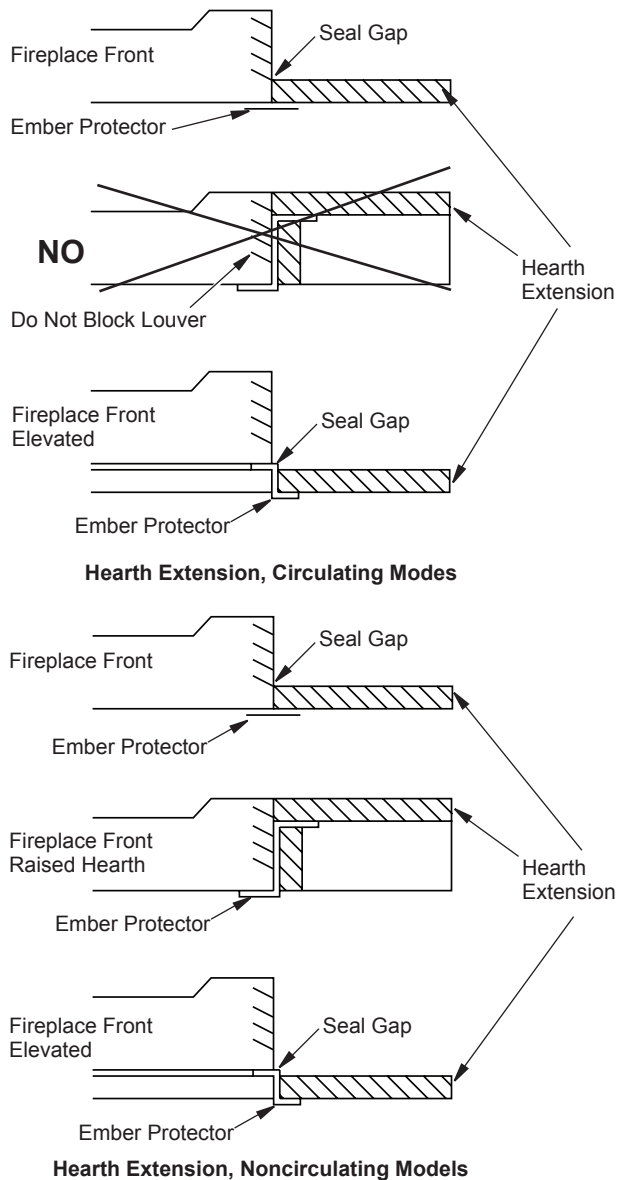 Seal Gap
Fireplace Front
Ember Protector
NO
Hearth
Extension
Do Not Block Louver
Fireplace Front
Elevated
Seal Gap
Ember Protector
Hearth Extension, Circulating Modes
Seal Gap
Fireplace Front
Ember Protector
Fireplace Front
Raised Hearth
Hearth
Extension
Ember Protector
Fireplace Front
Elevated
Seal Gap
Ember Protector
Hearth Extension, Noncirculating Models